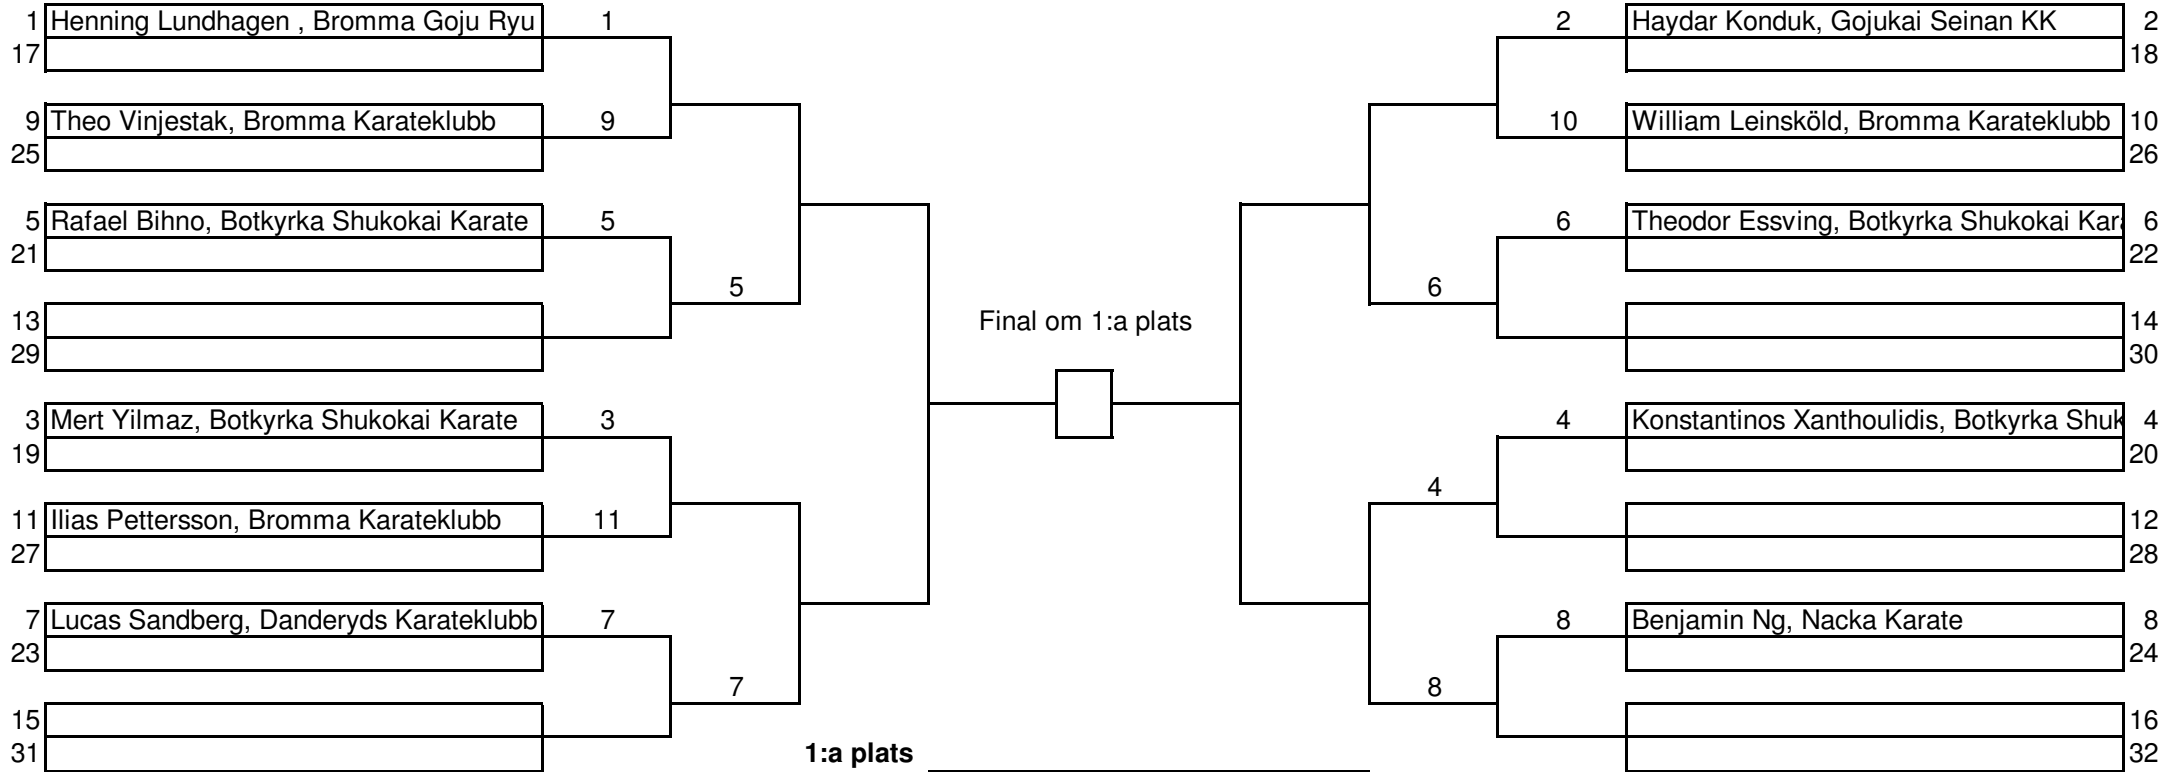 1 Henning Lundhagen , Bromma Goju Ryu 1 2 Haydar Konduk, Gojukai Seinan KK 2
17 18
9 Theo Vinjestak, Bromma Karateklubb 9 10 William Leinsköld, Bromma Karateklubb 10
25 26
5 Rafael Bihno, Botkyrka Shukokai Karate 5 6 Theodor Essving, Botkyrka Shukokai Kara 6
21 22
5 6
13 Final om 1:a plats 14
29 30
3 Mert Yilmaz, Botkyrka Shukokai Karate 3 4 Konstantinos Xanthoulidis, Botkyrka Shuk 4
19 20
4
11 Ilias Pettersson, Bromma Karateklubb 11 12
27 28
7 Lucas Sandberg, Danderyds Karateklubb 7 8 Benjamin Ng, Nacka Karate 8
23 24
7 8
15 16
31 1:a plats 32